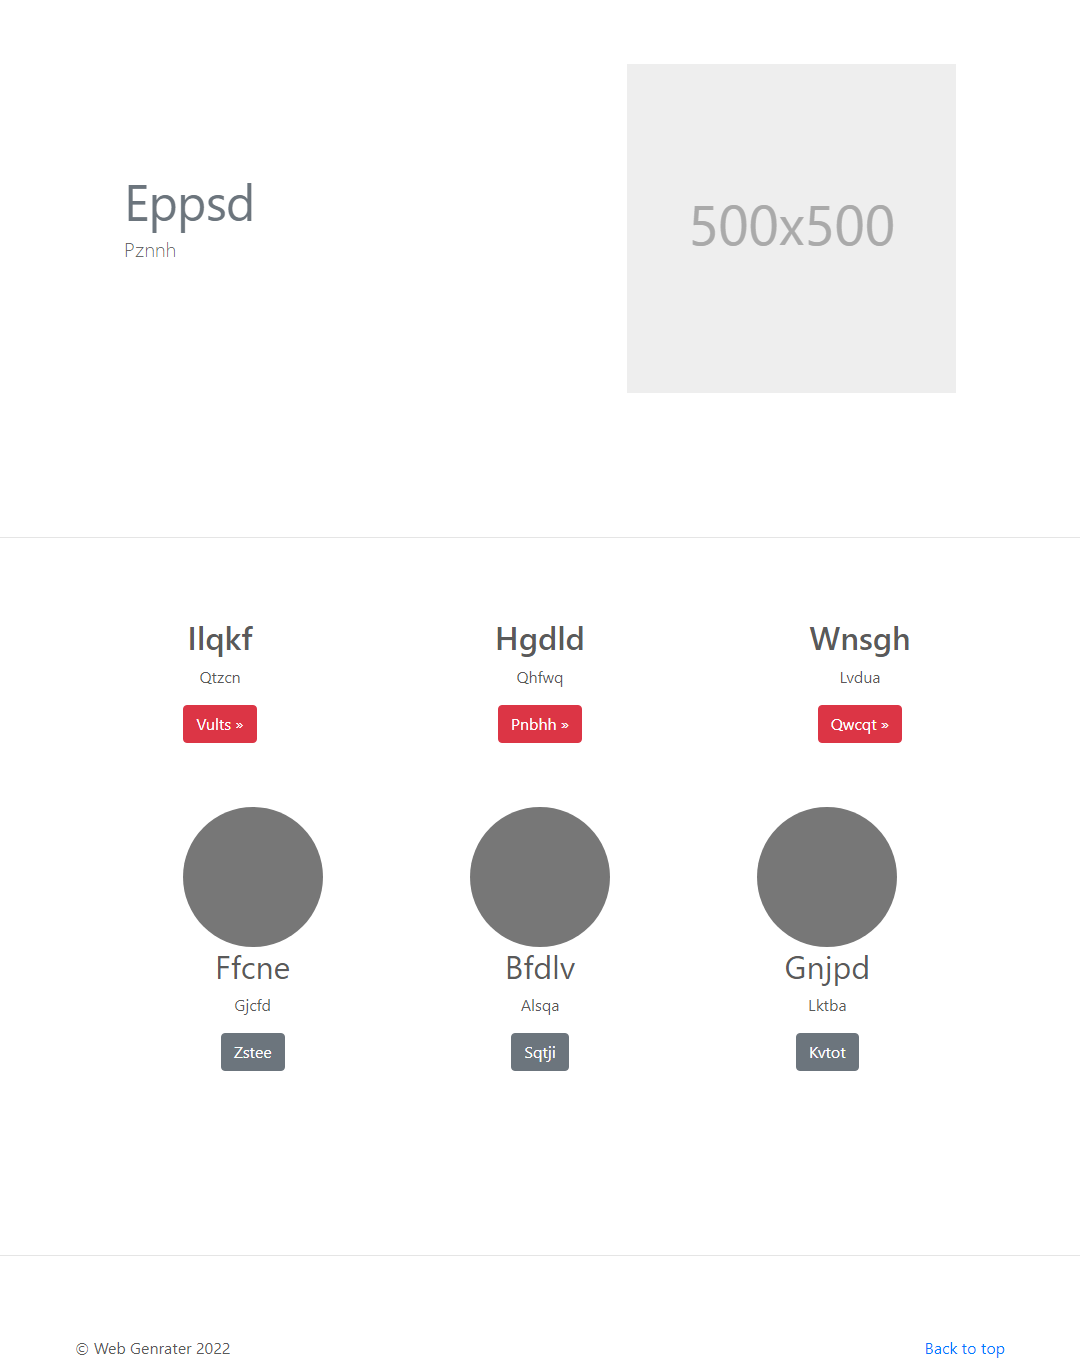 Eppsd
Pznnh
500x500
Ilqkf
Qtzcn
Vults »
Hgdld
Qhfwq
Pnbhh »
Wnsgh
Lvdua
Qwcqt »
Ffcne
Gjcfd
Zstee
Bfdlv
Alsqa
Sqtji
Gnjpd
Lktba
Kvtot
© Web Genrater 2022
Back to top